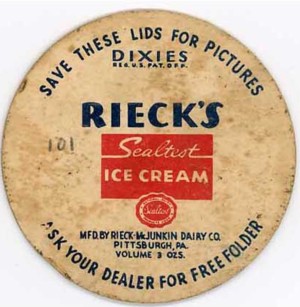 SAVE THESE LIDS FOR PICTURES
DIXIES
REG. U.S. PAT. OFF.
RIECK'S
101
Sealtest
ICE CREAM
Sealtest
MFD. BY RIECK-McJUNKIN DAIRY CO.
PITTSBURGH, PA.
VOLUME 3 OZS.
ASK YOUR DEALER FOR FREE FOLDER